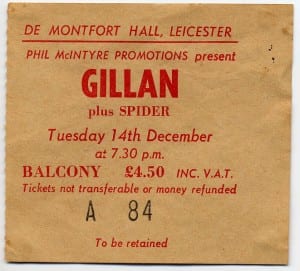 DE MONTFORT HALL, LEICESTER
PHIL McINTYRE PROMOTIONS present
GILLAN
plus SPIDER
Tuesday 14th December
at 7.30 p.m.
BALCONY £4.50 INC. V.A.T.
Tickets not transferable or money refunded
A 84
To be retained